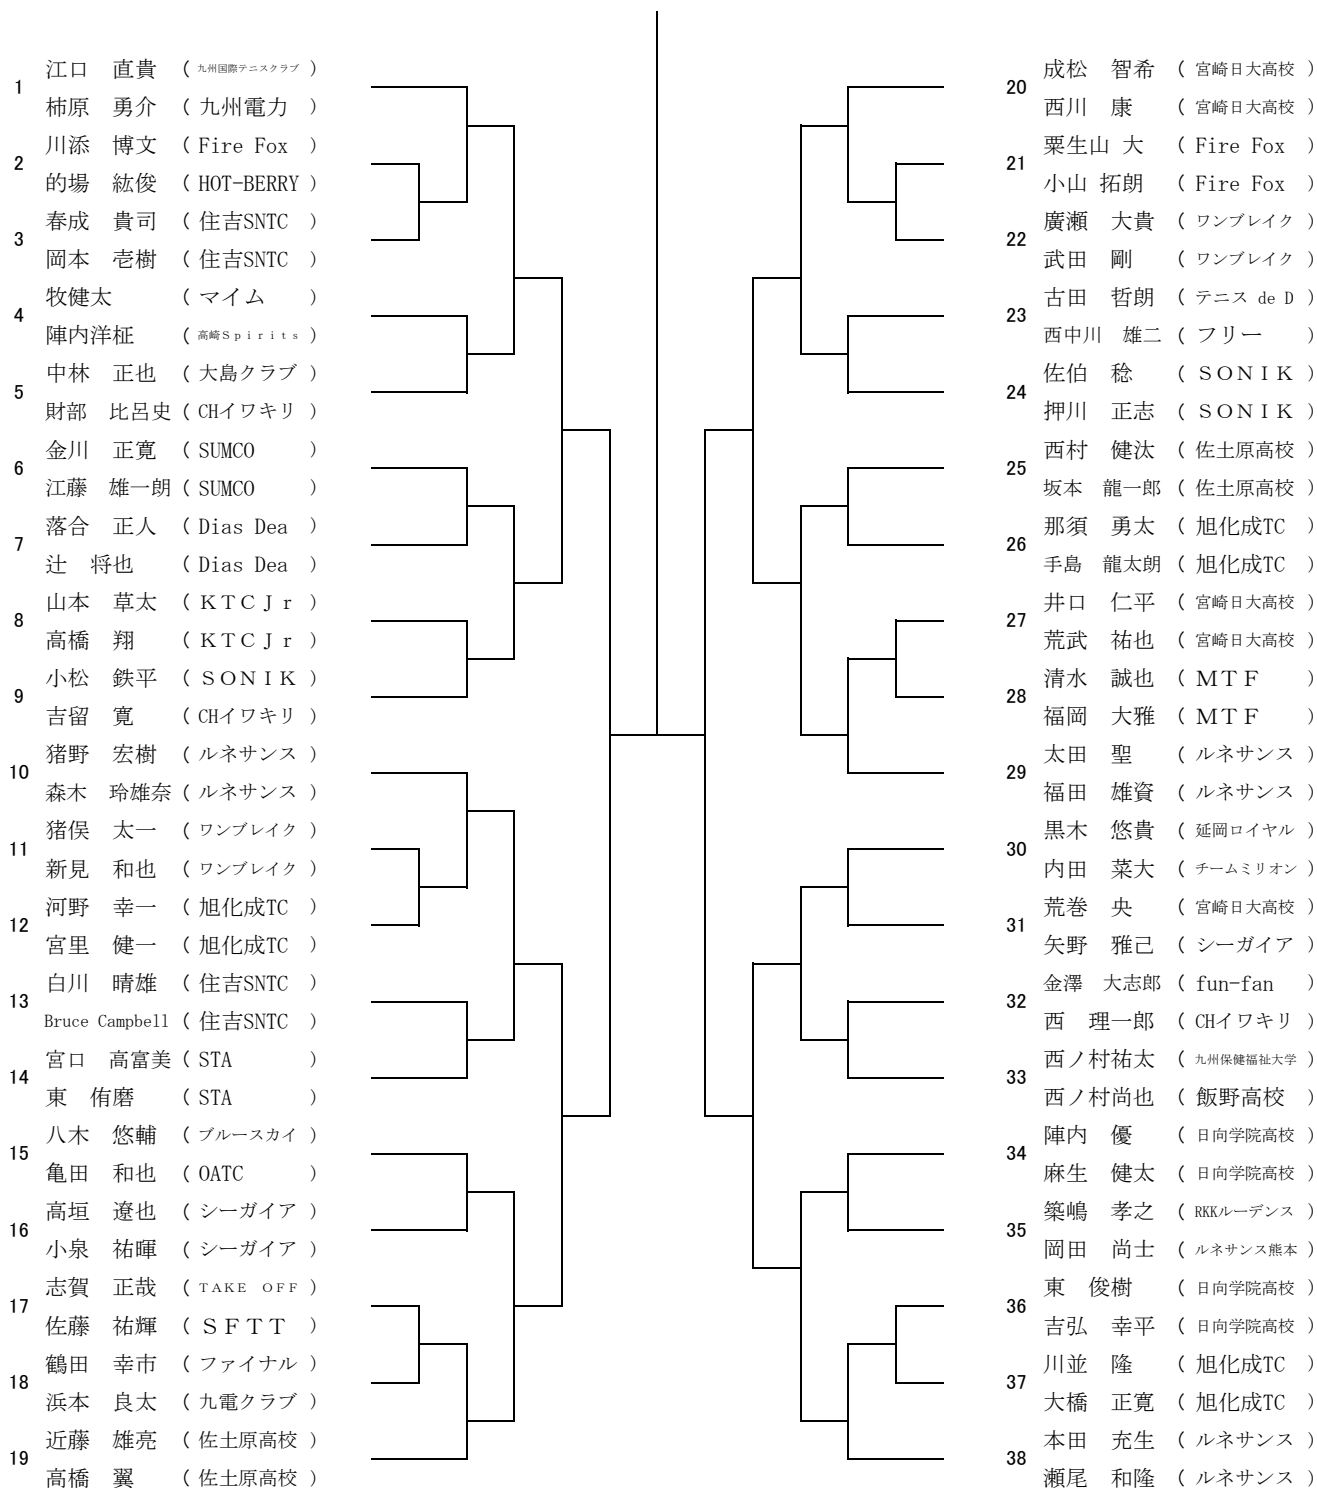 1 江口　直貴 ( 九州国際テニスクラブ )
柿原　勇介 ( 九州電力 )
2 川添　博文 ( Fire Fox )
的場　紘俊 ( HOT-BERRY )
3 春成　貴司 ( 住吉SNTC )
岡本　壱樹 ( 住吉SNTC )
4 牧健太 ( マイム )
陣内洋柾 ( 高崎Ｓｐｉｒｉｔｓ )
5 中林　正也 ( 大島クラブ )
財部　比呂史 ( CHイワキリ )
6 金川　正寛 ( SUMCO )
江藤　雄一朗 ( SUMCO )
7 落合　正人 ( Dias Dea )
辻　将也 ( Dias Dea )
8 山本　草太 ( ＫＴＣＪｒ )
高橋　翔 ( ＫＴＣＪｒ )
9 小松　鉄平 ( ＳＯＮＩＫ )
吉留　寛 ( CHイワキリ )
10 猪野　宏樹 ( ルネサンス )
森木　玲雄奈 ( ルネサンス )
11 猪俣　太一 ( ワンブレイク )
新見　和也 ( ワンブレイク )
12 河野　幸一 ( 旭化成TC )
宮里　健一 ( 旭化成TC )
13 白川　晴雄 ( 住吉SNTC )
Bruce Campbell ( 住吉SNTC )
14 宮口　高富美 ( STA )
東　侑磨 ( STA )
15 八木　悠輔 ( ブルースカイ )
亀田　和也 ( OATC )
16 高垣　遼也 ( シーガイア )
小泉　祐暉 ( シーガイア )
17 志賀　正哉 ( ＴＡＫＥ　ＯＦＦ )
佐藤　祐輝 ( ＳＦＴＴ )
18 鶴田　幸市 ( ファイナル )
浜本　良太 ( 九電クラブ )
19 近藤　雄亮 ( 佐土原高校 )
高橋　翼 ( 佐土原高校 )
20 成松　智希 ( 宮崎日大高校 )
西川　康 ( 宮崎日大高校 )
21 粟生山 大 ( Fire Fox )
小山 拓朗 ( Fire Fox )
22 廣瀬　大貴 ( ワンブレイク )
武田　剛 ( ワンブレイク )
23 古田　哲朗 ( テニス de D )
西中川　雄二 ( フリー )
24 佐伯　稔 ( ＳＯＮＩＫ )
押川　正志 ( ＳＯＮＩＫ )
25 西村　健汰 ( 佐土原高校 )
坂本　龍一郎 ( 佐土原高校 )
26 那須　勇太 ( 旭化成TC )
手島　龍太朗 ( 旭化成TC )
27 井口　仁平 ( 宮崎日大高校 )
荒武　祐也 ( 宮崎日大高校 )
28 清水　誠也 ( ＭＴＦ )
福岡　大雅 ( ＭＴＦ )
29 太田　聖 ( ルネサンス )
福田　雄資 ( ルネサンス )
30 黒木　悠貴 ( 延岡ロイヤル )
内田　菜大 ( チームミリオン )
31 荒巻　央 ( 宮崎日大高校 )
矢野　雅己 ( シーガイア )
32 金澤　大志郎 ( fun-fan )
西　理一郎 ( CHイワキリ )
33 西ノ村祐太 ( 九州保健福祉大学 )
西ノ村尚也 ( 飯野高校 )
34 陣内　優 ( 日向学院高校 )
麻生　健太 ( 日向学院高校 )
35 築嶋　孝之 ( RKKルーデンス )
岡田　尚士 ( ルネサンス熊本 )
36 東　俊樹 ( 日向学院高校 )
吉弘　幸平 ( 日向学院高校 )
37 川並　隆 ( 旭化成TC )
大橋　正寛 ( 旭化成TC )
38 本田　充生 ( ルネサンス )
瀬尾　和隆 ( ルネサンス )